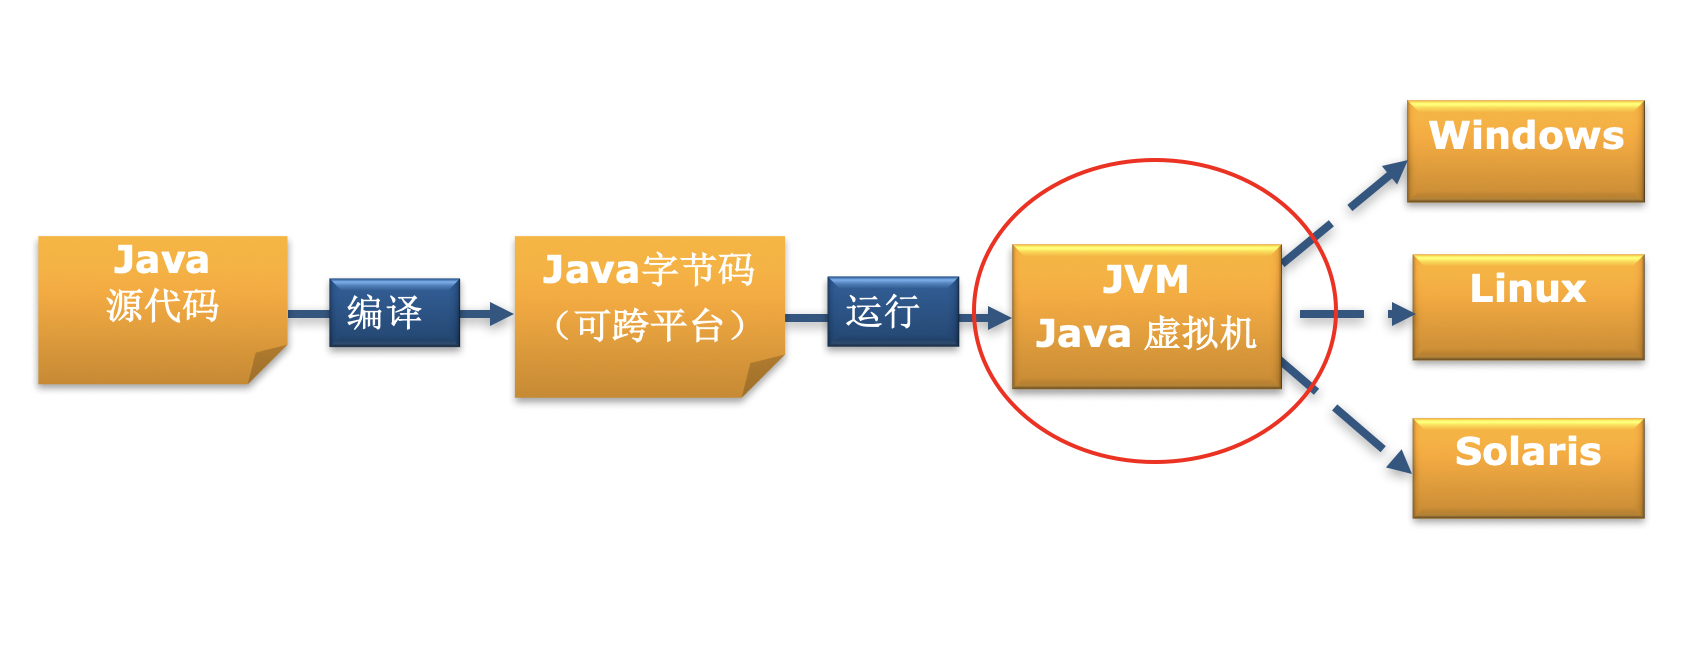 Java
源代码
编译
Java字节码
（可跨平台）
运行
JVM
Java 虚拟机
Windows
Linux
Solaris